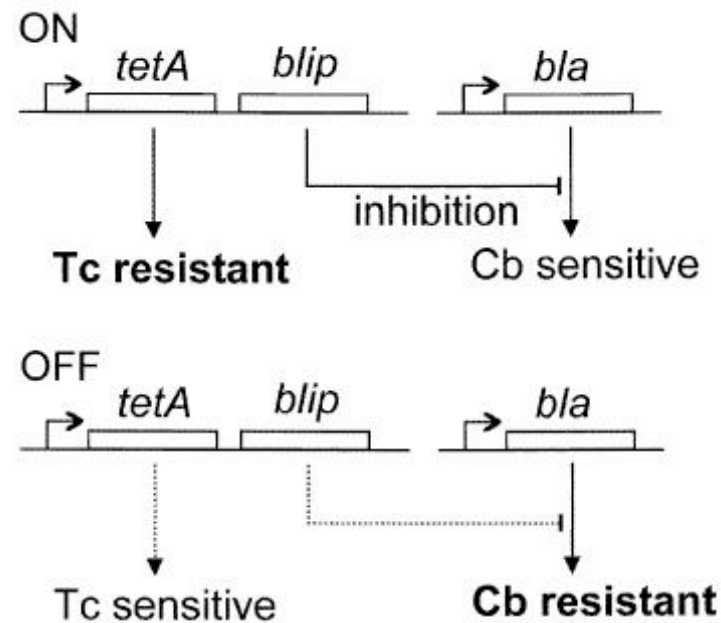 ON
tetA blip bla
inhibition
Tc resistant Cb sensitive
OFF
tetA blip bla
Tc sensitive Cb resistant